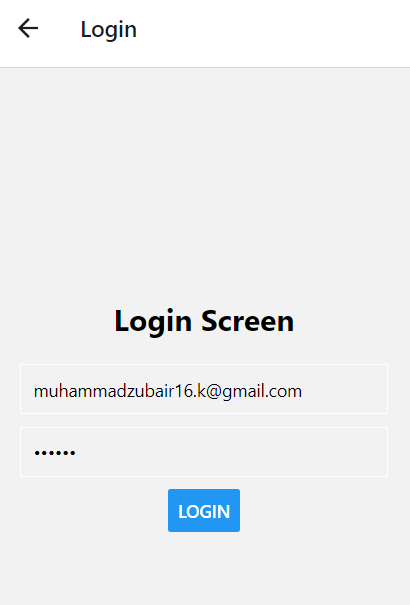 Login
Login Screen
muhammadzubair16.k@gmail.com
••••••
LOGIN